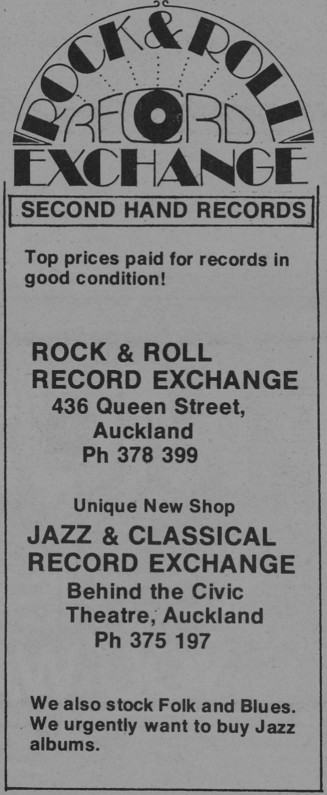 ROCK & ROLL
RECORD
EXCHANGE
SECOND HAND RECORDS
Top prices paid for records in
good condition!
ROCK & ROLL
RECORD EXCHANGE
436 Queen Street,
Auckland
Ph 378 399
Unique New Shop
JAZZ & CLASSICAL
RECORD EXCHANGE
Behind the Civic
Theatre, Auckland
Ph 375 197
We also stock Folk and Blues.
We urgently want to buy Jazz
albums.